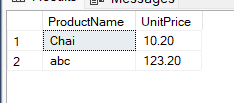 Messages
ProductName UnitPrice
1 Chai 10.20
2 abc 123.20